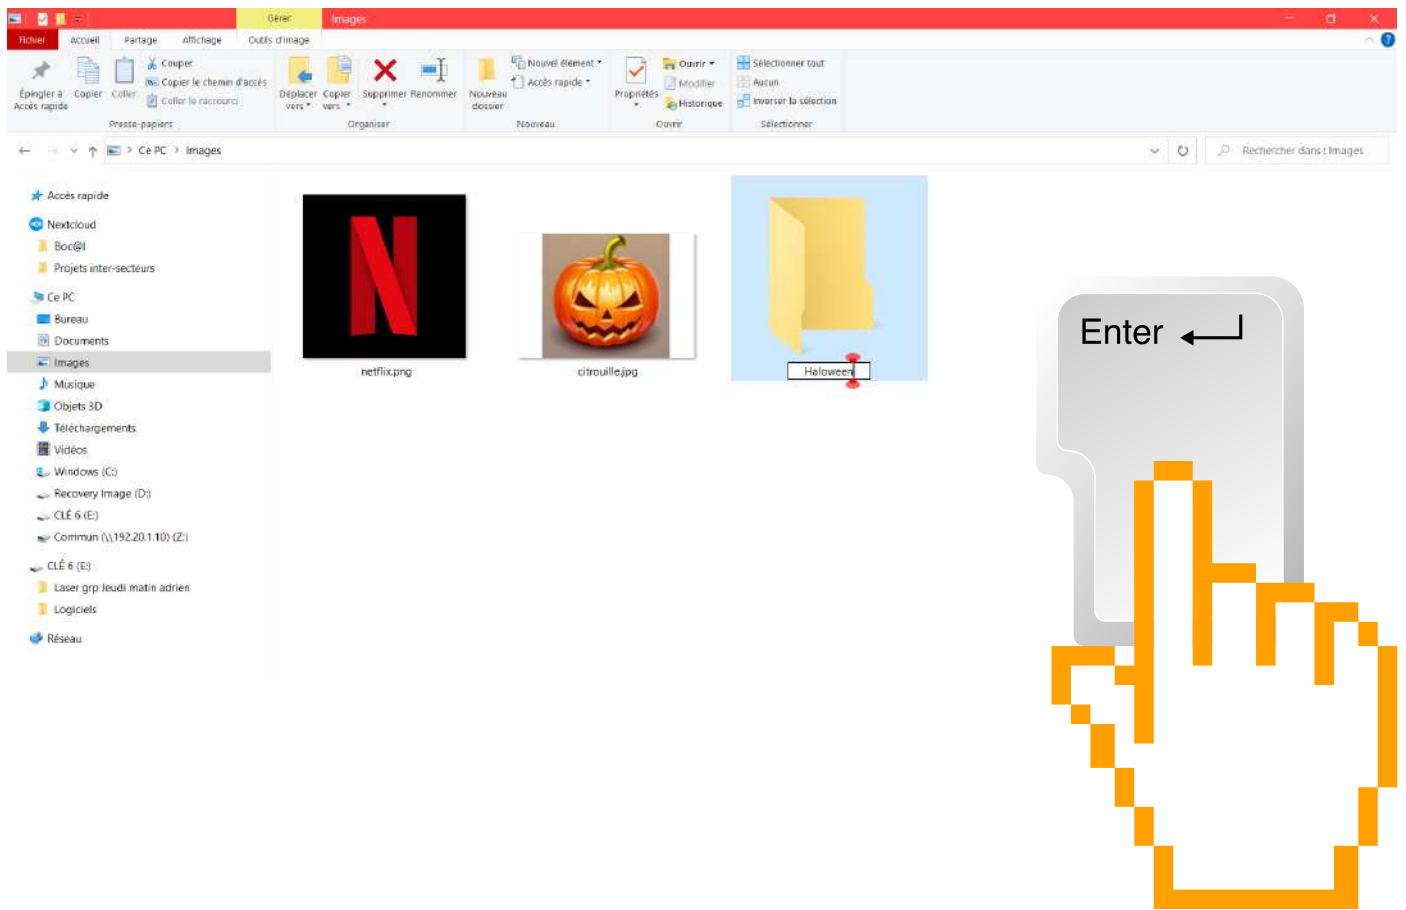 Gérer Images
Fichier Accueil Partage Affichage Outils d'image
Épingler à Accès rapide
Copier
Coller
Couper
Copier le chemin d'accès
Coller le raccourci
Presse-papiers
Déplacer vers
Copier vers
Supprimer
Renommer
Organiser
Nouveau dossier
Nouvel élément
Accès rapide
Nouveau
Propriétés
Ouvrir
Modifier
Historique
Ouvrir
Sélectionner tout
Aucun
Inverser la sélection
Sélectionner
Ce PC > Images
Rechercher dans : Images
Accès rapide
Nextcloud
Boc@l
Projets inter-secteurs
Ce PC
Bureau
Documents
Images
Musique
Objets 3D
Téléchargements
Vidéos
Windows (C:)
Recovery Image (D:)
CLÉ 6 (E:)
Commun (\\192.20.1.10) (Z:)
CLÉ 6 (E:)
Laser grp Jeudi matin adrien
Logiciels
Réseau
netflix.png
citrouille.jpg
Haloween
Enter